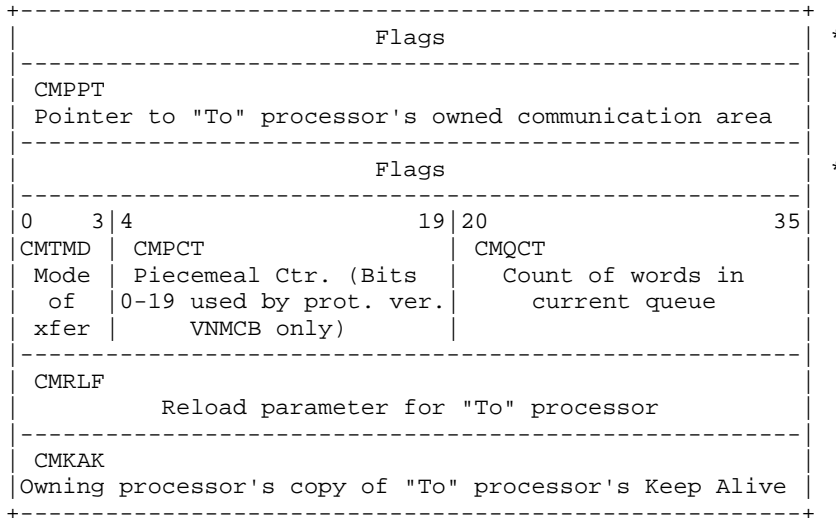 +-----------------------------------------------------+
|                        Flags                        | *
|-----------------------------------------------------|
| CMPPT                                               |
| Pointer to "To" processor's owned communication area |
|-----------------------------------------------------|
|                        Flags                        | *
|-----------------------------------------------------|
|0    3|4                    19|20                    35|
|CMTMD | CMPCT                | CMQCT                  |
| Mode | Piecemeal Ctr. (Bits |   Count of words in    |
|  of  |0-19 used by prot. ver.|     current queue      |
| xfer |     VNMCB only)      |                        |
|-----------------------------------------------------|
| CMRLF                                               |
|         Reload parameter for "To" processor         |
|-----------------------------------------------------|
| CMKAK                                               |
|Owning processor's copy of "To" processor's Keep Alive |
+-----------------------------------------------------+